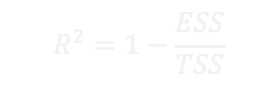 R² = 1 − ESS/TSS